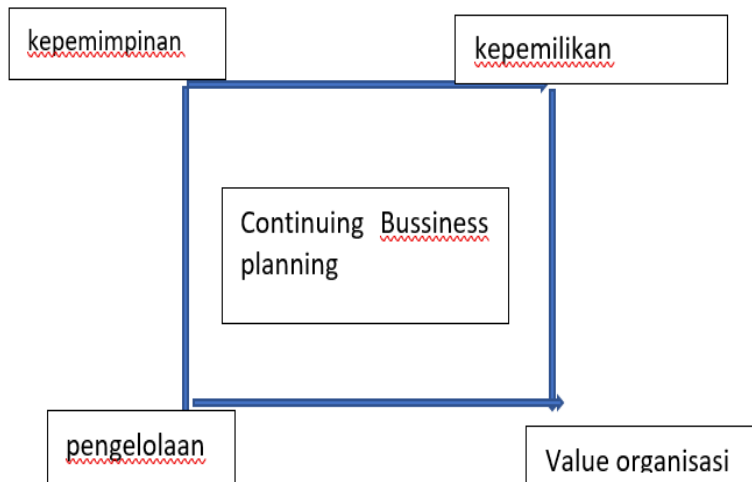 kepemimpinan
kepemilikan
Continuing Bussiness
planning
pengelolaan
Value organisasi